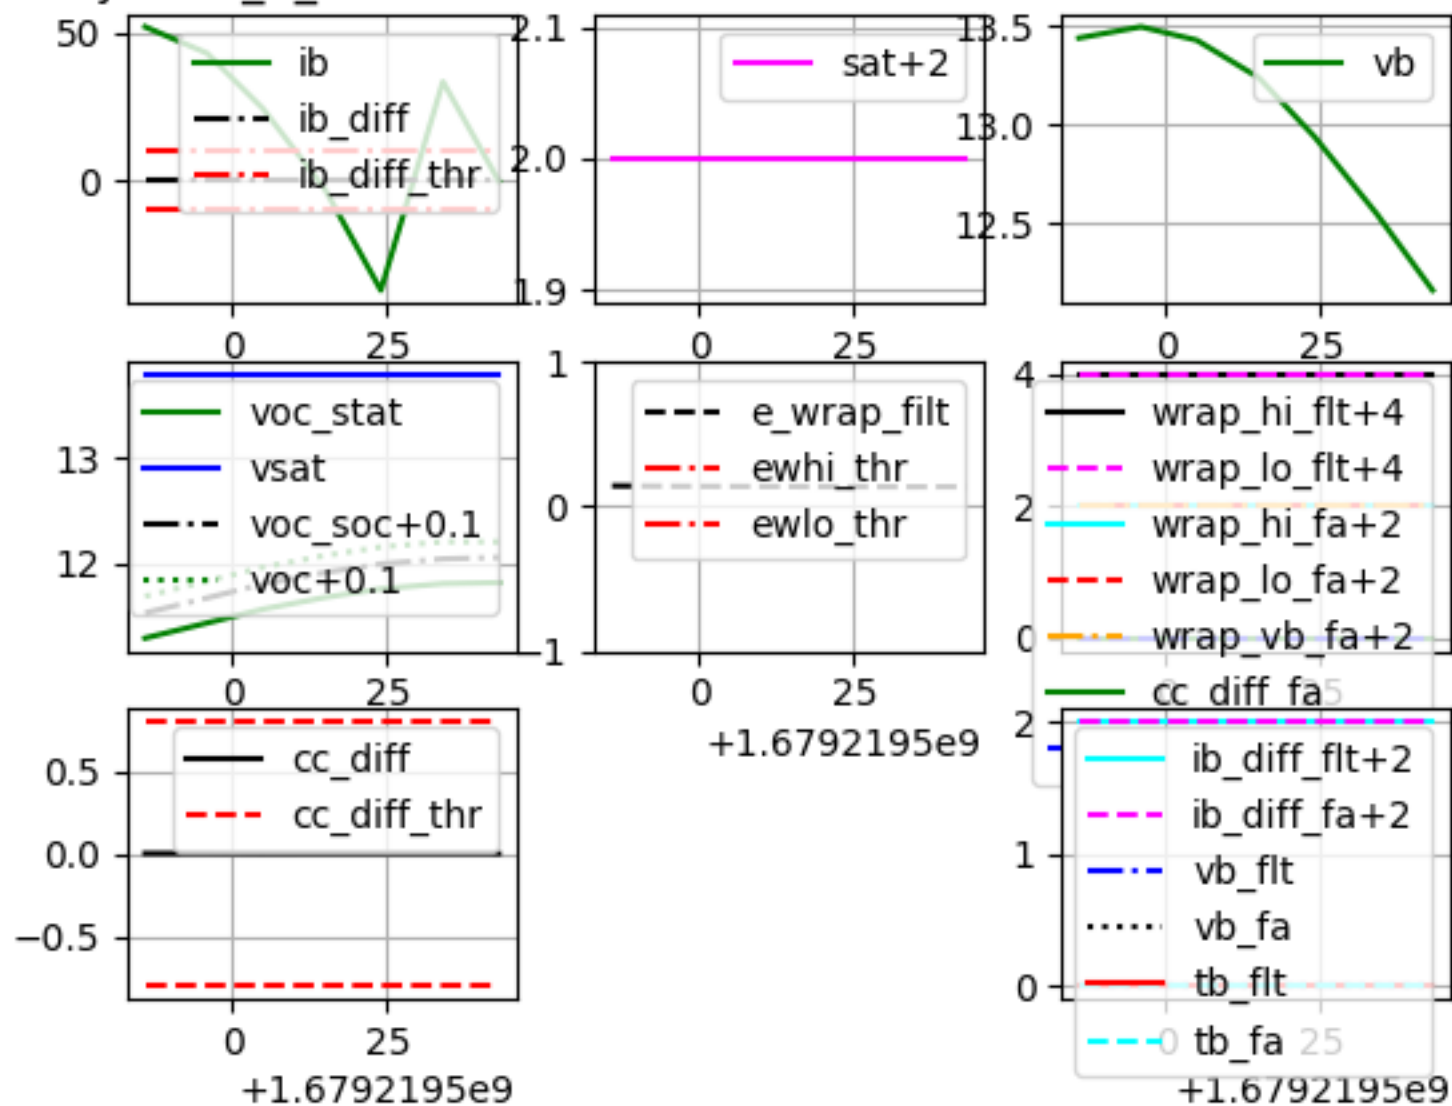 50
0
ib
ib_diff
ib_diff_thr
0
25
2.1
2.0
1.9
sat+2
0
25
13.5
13.0
12.5
vb
0
25
13
12
voc_stat
vsat
voc_soc+0.1
voc+0.1
0
25
1
0
−1
e_wrap_filt
ewhi_thr
ewlo_thr
0
25
+1.6792195e9
4
2
0
wrap_hi_flt+4
wrap_lo_flt+4
wrap_hi_fa+2
wrap_lo_fa+2
wrap_vb_fa+2
cc_diff_fa
0.5
0.0
−0.5
cc_diff
cc_diff_thr
0
25
+1.6792195e9
2
1
0
ib_diff_flt+2
ib_diff_fa+2
vb_flt
vb_fa
tb_flt
tb_fa
0
25
+1.6792195e9